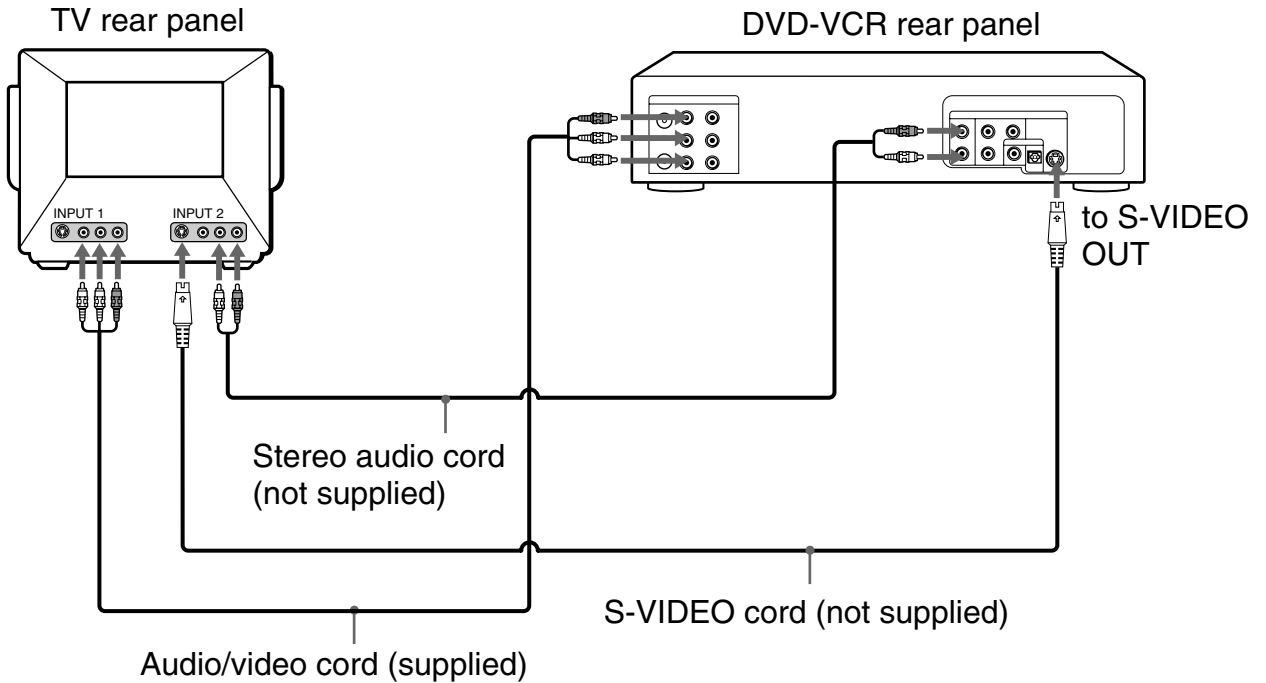 TV rear panel
DVD-VCR rear panel
INPUT 1
INPUT 2
to S-VIDEO
OUT
Stereo audio cord
(not supplied)
S-VIDEO cord (not supplied)
Audio/video cord (supplied)